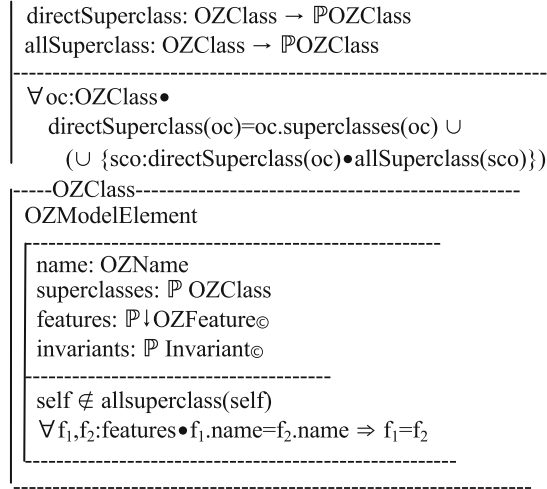 directSuperclass: OZClass → ℙOZClass
allSuperclass: OZClass → ℙOZClass
∀oc:OZClass●
directSuperclass(oc)=oc.superclasses(oc) ∪
(∪ {sco:directSuperclass(oc)●allSuperclass(sco)})
OZClass
OZModelElement
name: OZName
superclasses: ℙ OZClass
features: ℙ↓OZFeature©
invariants: ℙ Invariant©
self ∉ allsuperclass(self)
∀f₁,f₂:features●f₁.name=f₂.name ⇒ f₁=f₂